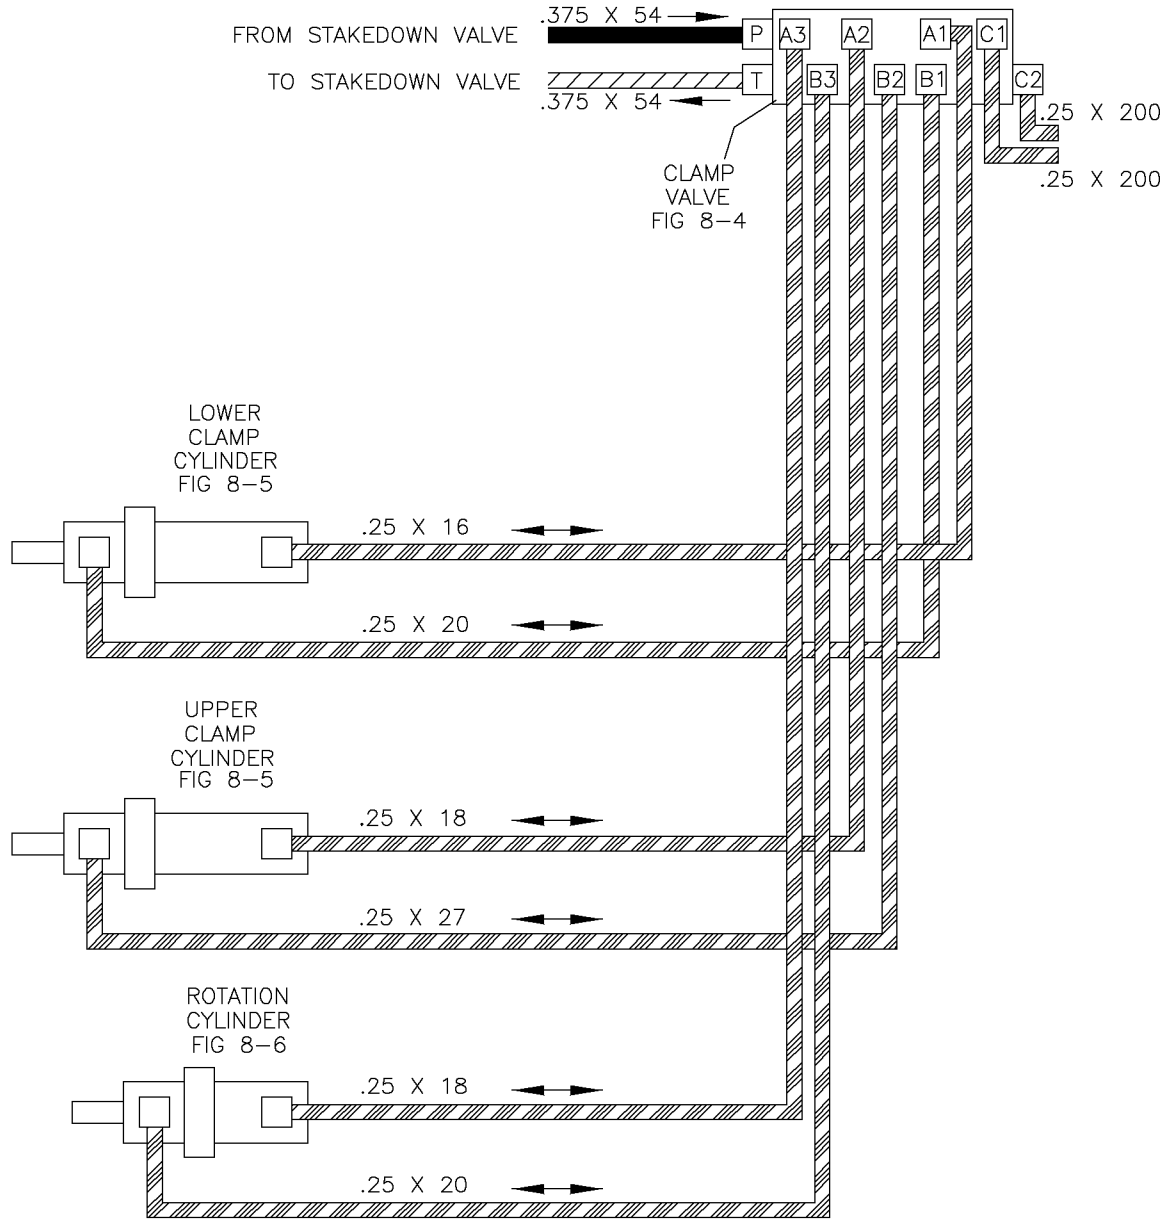 .375 X 54
FROM STAKEDOWN VALVE
P
A3
A2
A1
C1
TO STAKEDOWN VALVE
T
B3
B2
B1
C2
.375 X 54
.25 X 200
CLAMP
VALVE
FIG 8-4
.25 X 200
LOWER
CLAMP
CYLINDER
FIG 8-5
.25 X 16
.25 X 20
UPPER
CLAMP
CYLINDER
FIG 8-5
.25 X 18
.25 X 27
ROTATION
CYLINDER
FIG 8-6
.25 X 18
.25 X 20